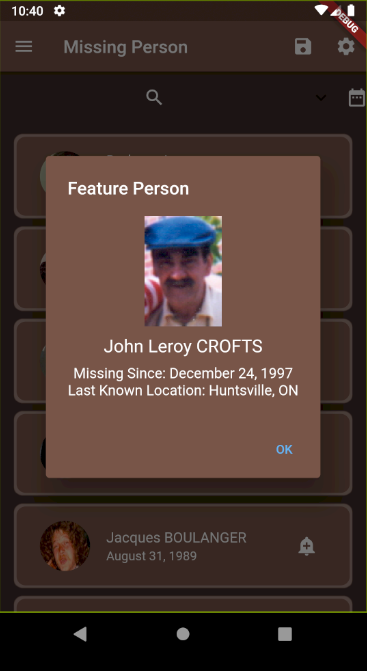 10:40
DEBUG
Missing Person
Feature Person
John Leroy CROFTS
Missing Since: December 24, 1997
Last Known Location: Huntsville, ON
OK
Jacques BOULANGER
August 31, 1989